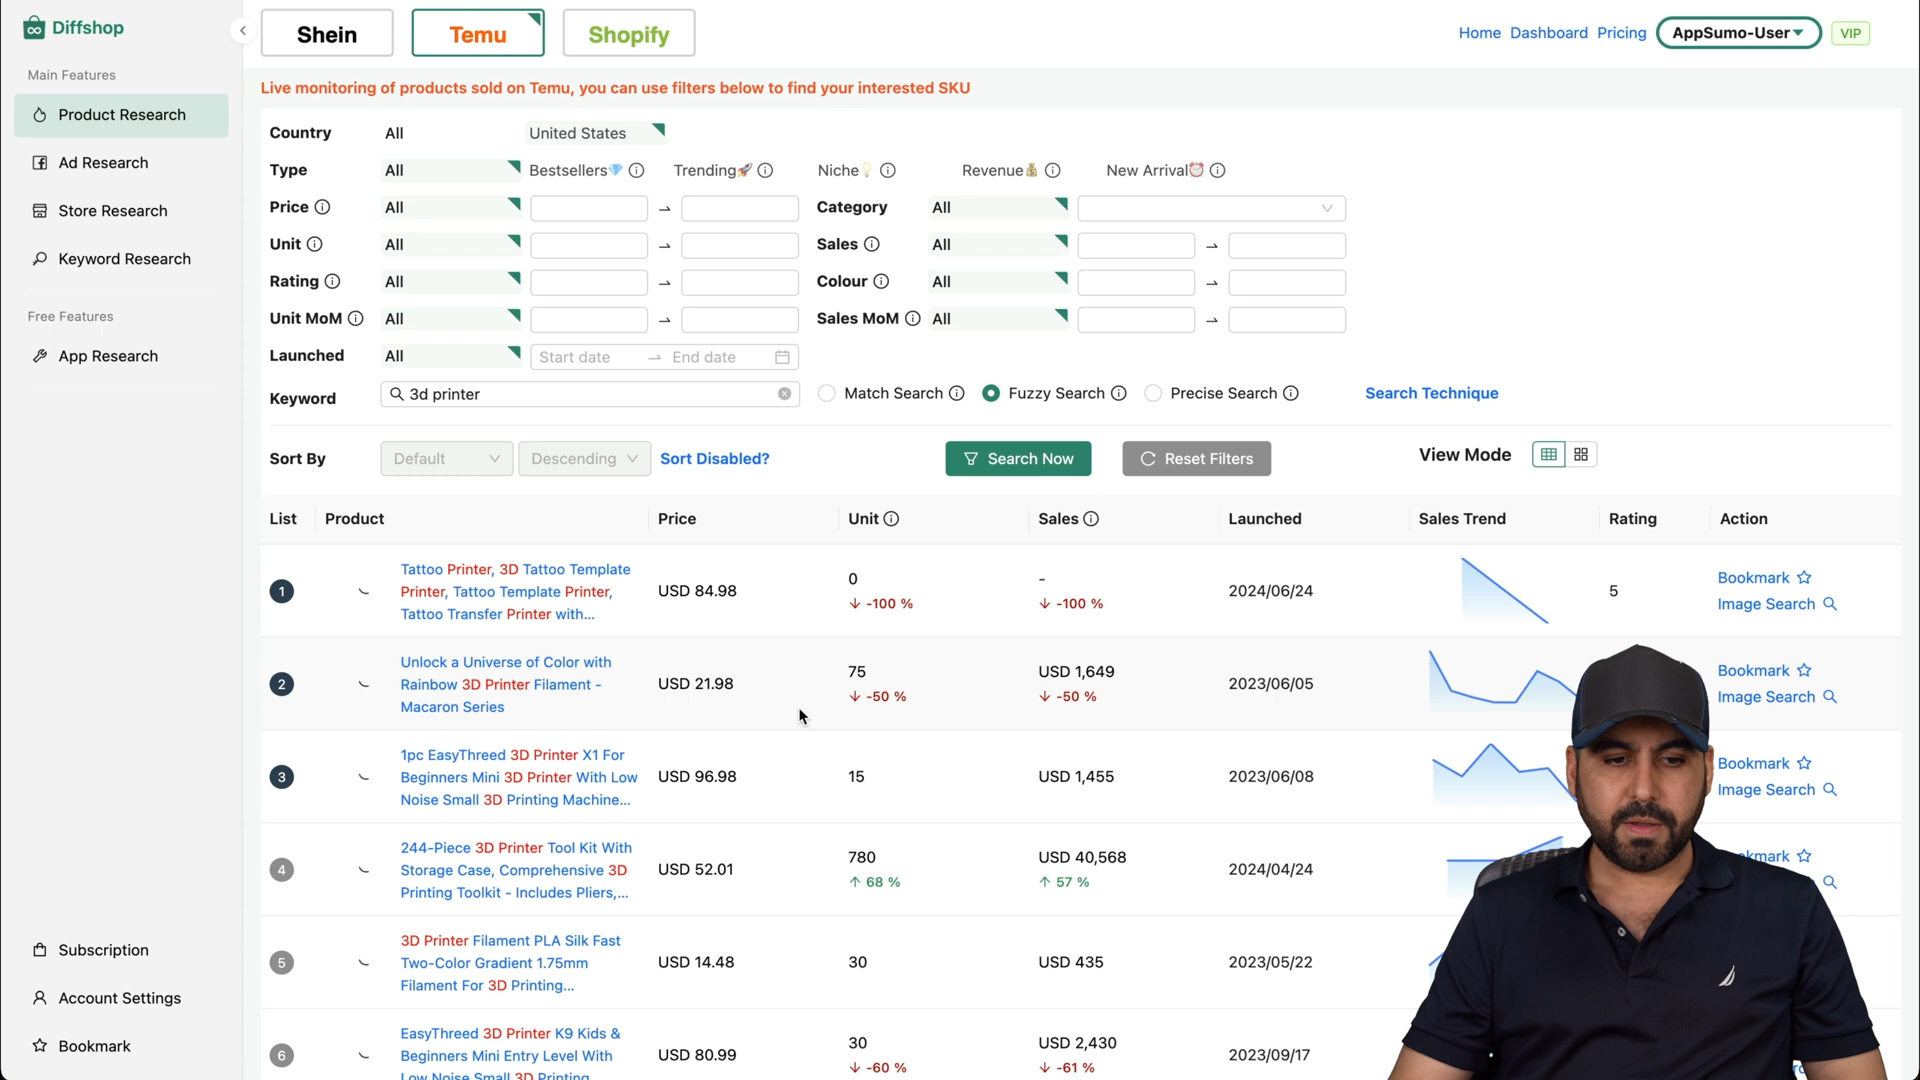 Diffshop
Shein
Temu
Shopify
Home Dashboard Pricing AppSumo-User VIP
Main Features
Product Research
Ad Research
Store Research
Keyword Research
Free Features
App Research
Subscription
Account Settings
Bookmark
Live monitoring of products sold on Temu, you can use filters below to find your interested SKU
Country All United States
Type All Bestsellers Trending Niche Revenue New Arrival
Price All Category All
Unit All Sales All
Rating All Colour All
Unit MoM All Sales MoM All
Launched All Start date End date
Keyword 3d printer Match Search Fuzzy Search Precise Search Search Technique
Sort By Default Descending Sort Disabled? Search Now Reset Filters View Mode
List Product Price Unit Sales Launched Sales Trend Rating Action
1
Tattoo Printer, 3D Tattoo Template
Printer, Tattoo Template Printer,
Tattoo Transfer Printer with...
USD 84.98
0
-100 %
-
-100 %
2024/06/24
5
Bookmark
Image Search
2
Unlock a Universe of Color with
Rainbow 3D Printer Filament -
Macaron Series
USD 21.98
75
-50 %
USD 1,649
-50 %
2023/06/05
Bookmark
Image Search
3
1pc EasyThreed 3D Printer X1 For
Beginners Mini 3D Printer With Low
Noise Small 3D Printing Machine...
USD 96.98
15
USD 1,455
2023/06/08
Bookmark
Image Search
4
244-Piece 3D Printer Tool Kit With
Storage Case, Comprehensive 3D
Printing Toolkit - Includes Pliers,...
USD 52.01
780
68 %
USD 40,568
57 %
2024/04/24
5
3D Printer Filament PLA Silk Fast
Two-Color Gradient 1.75mm
Filament For 3D Printing...
USD 14.48
30
USD 435
2023/05/22
6
EasyThreed 3D Printer K9 Kids &
Beginners Mini Entry Level With
Low Noise Small 3D Printing
USD 80.99
30
-60 %
USD 2,430
-61 %
2023/09/17